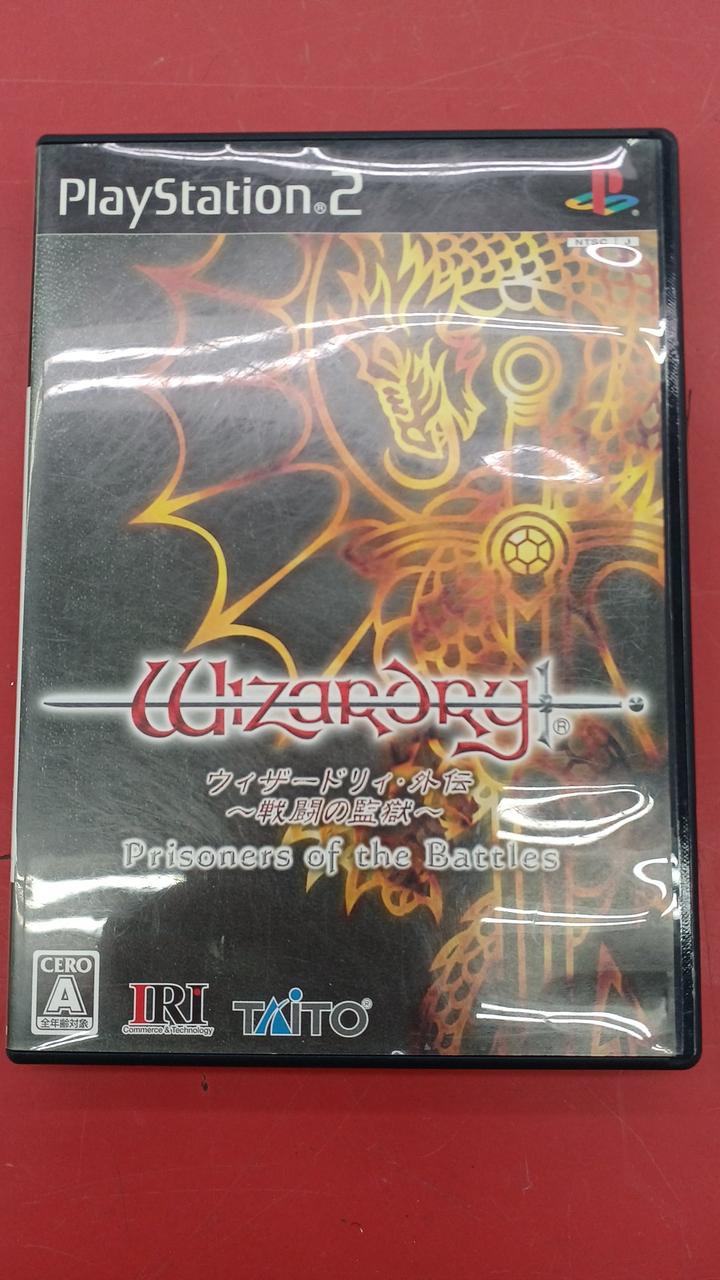 PlayStation®2
NTSC J
Wizardry®
ウィザードリィ・外伝
～戦闘の監獄～
Prisoners of the Battles
CERO
A
全年齢対象
IRI
Commerce & Technology
TAITO®